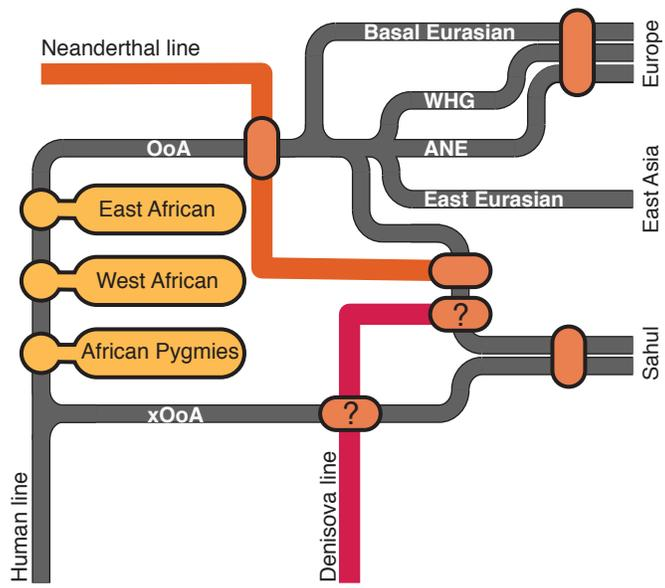 Neanderthal line
Basal Eurasian
Europe
WHG
OoA
ANE
East Asia
East Eurasian
East African
West African
?
African Pygmies
Sahul
xOoA
?
Human line
Denisova line